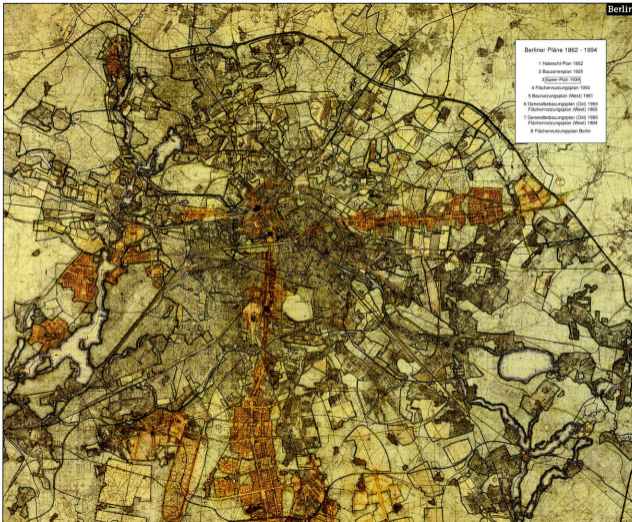 Berlin
Berliner Pläne 1862 - 1994
1 Hobrecht-Plan 1862
2 Bauzonenplan 1925
3 Speer-Plan 1939
4 Flächennutzungsplan 1950
5 Baunutzungsplan (West) 1961
6 Generalbebauungsplan (Ost) 1969
Flächennutzungsplan (West) 1965
7 Generalbebauungsplan (Ost) 1980
Flächennutzungsplan (West) 1984
8 Flächennutzungsplan Berlin